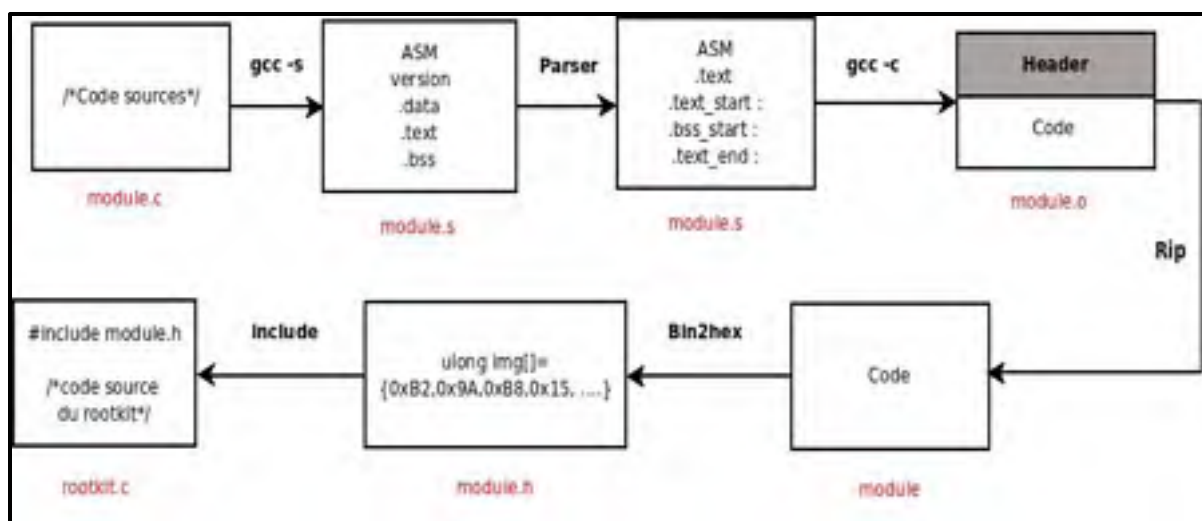 /*Code sources*/
module.c
gcc -s
ASM
version
.data
.text
.bss
module.s
Parser
ASM
.text
.text_start :
.bss_start :
.text_end :
module.s
gcc -c
Header
Code
module.o
Rip
Code
module
Bin2hex
ulong img[]=
{0xB2,0x9A,0xB8,0x15, ....}
module.h
Include
#include module.h
/*code source
du rootkit*/
rootkit.c